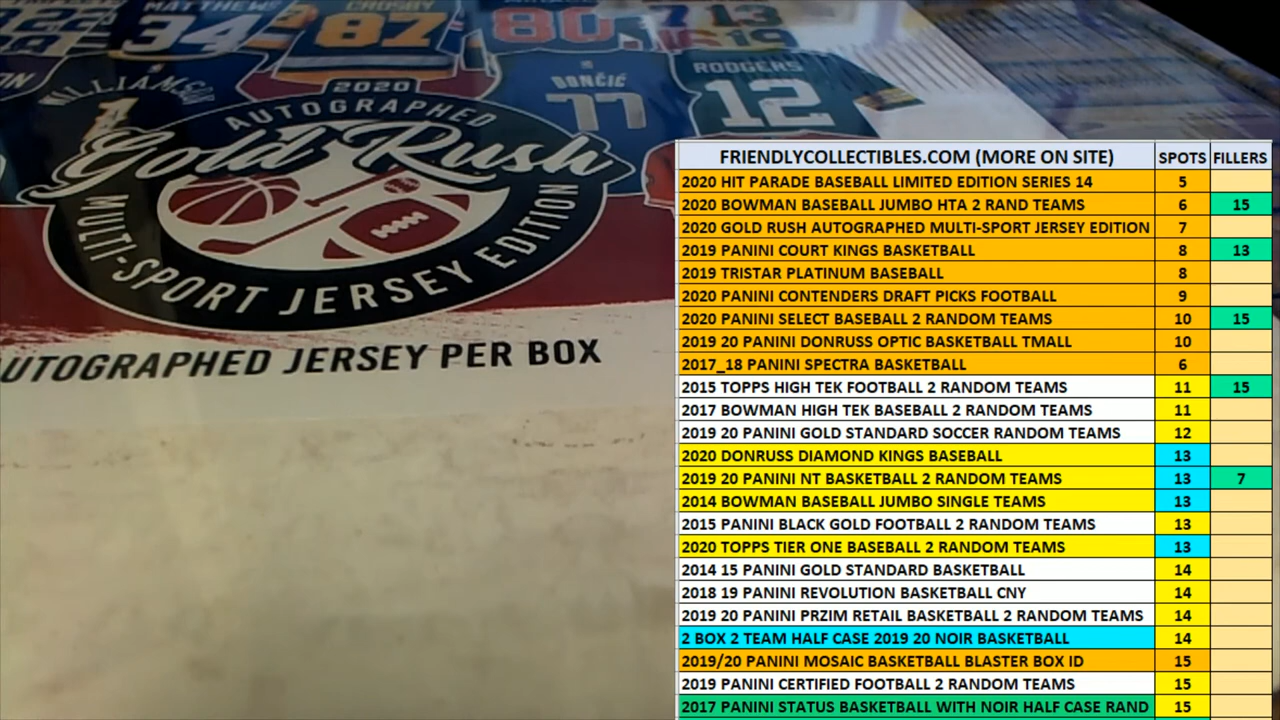 MATTHEWS
34
CROSBY
87
80
7 13
19
WILLIAMSON
1
DONČIĆ
77
RODGERS
12
2020
AUTOGRAPHED
Gold Rush
MULTI-SPORT JERSEY EDITION
AUTOGRAPHED JERSEY PER BOX
FRIENDLYCOLLECTIBLES.COM (MORE ON SITE) SPOTS FILLERS
2020 HIT PARADE BASEBALL LIMITED EDITION SERIES 14 5
2020 BOWMAN BASEBALL JUMBO HTA 2 RAND TEAMS 6 15
2020 GOLD RUSH AUTOGRAPHED MULTI-SPORT JERSEY EDITION 7
2019 PANINI COURT KINGS BASKETBALL 8 13
2019 TRISTAR PLATINUM BASEBALL 8
2020 PANINI CONTENDERS DRAFT PICKS FOOTBALL 9
2020 PANINI SELECT BASEBALL 2 RANDOM TEAMS 10 15
2019 20 PANINI DONRUSS OPTIC BASKETBALL TMALL 10
2017_18 PANINI SPECTRA BASKETBALL 6
2015 TOPPS HIGH TEK FOOTBALL 2 RANDOM TEAMS 11 15
2017 BOWMAN HIGH TEK BASEBALL 2 RANDOM TEAMS 11
2019 20 PANINI GOLD STANDARD SOCCER RANDOM TEAMS 12
2020 DONRUSS DIAMOND KINGS BASEBALL 13
2019 20 PANINI NT BASKETBALL 2 RANDOM TEAMS 13 7
2014 BOWMAN BASEBALL JUMBO SINGLE TEAMS 13
2015 PANINI BLACK GOLD FOOTBALL 2 RANDOM TEAMS 13
2020 TOPPS TIER ONE BASEBALL 2 RANDOM TEAMS 13
2014 15 PANINI GOLD STANDARD BASKETBALL 14
2018 19 PANINI REVOLUTION BASKETBALL CNY 14
2019 20 PANINI PRZIM RETAIL BASKETBALL 2 RANDOM TEAMS 14
2 BOX 2 TEAM HALF CASE 2019 20 NOIR BASKETBALL 14
2019/20 PANINI MOSAIC BASKETBALL BLASTER BOX ID 15
2019 PANINI CERTIFIED FOOTBALL 2 RANDOM TEAMS 15
2017 PANINI STATUS BASKETBALL WITH NOIR HALF CASE RAND 15